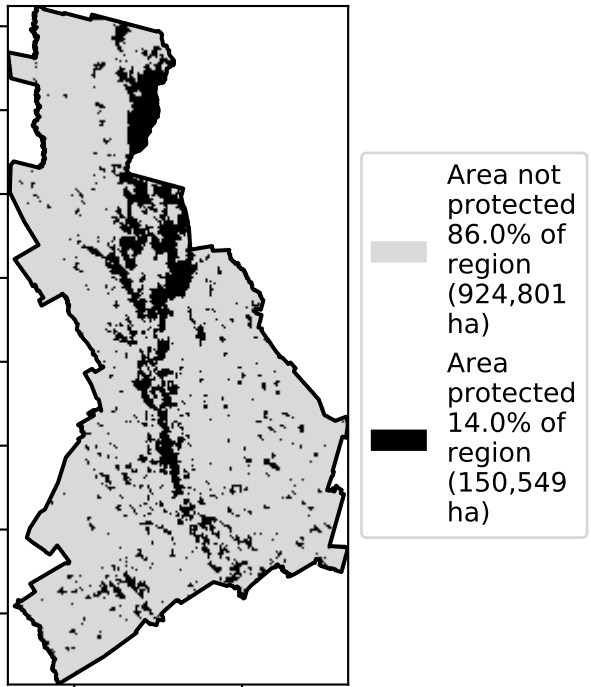 Area not
protected
86.0% of
region
(924,801
ha)
Area
protected
14.0% of
region
(150,549
ha)